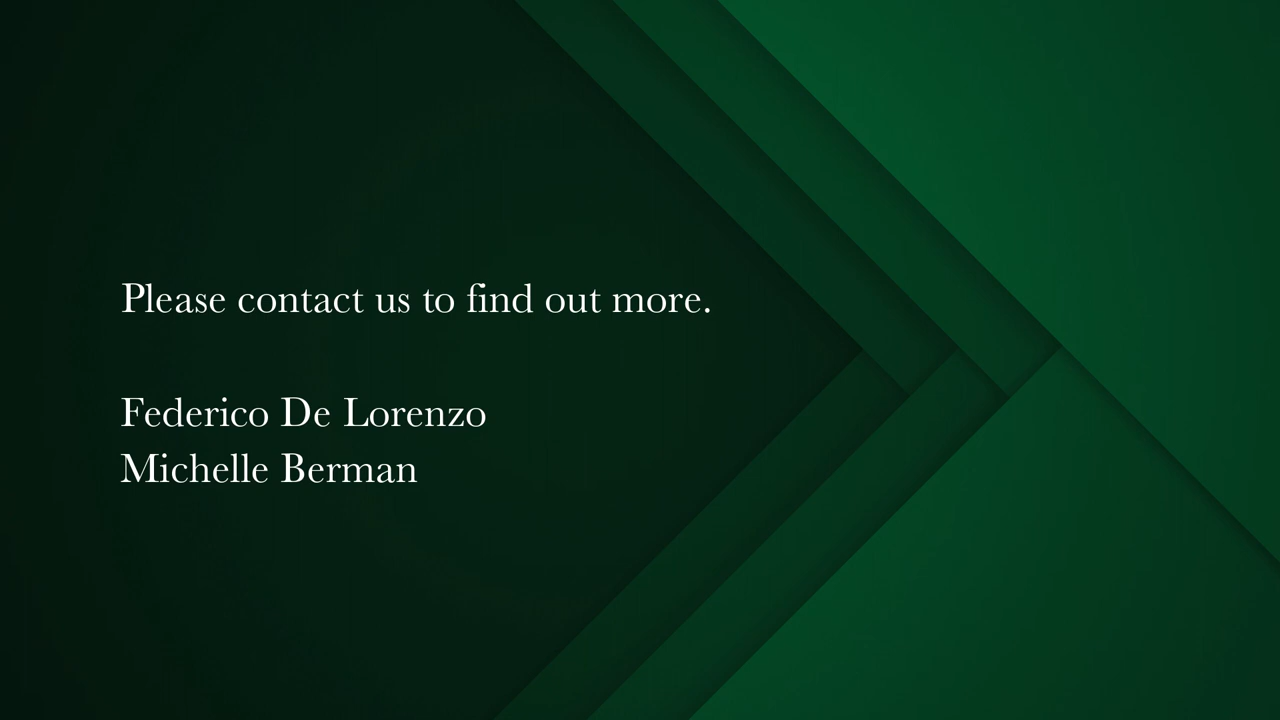 Please contact us to find out more.
Federico De Lorenzo
Michelle Berman